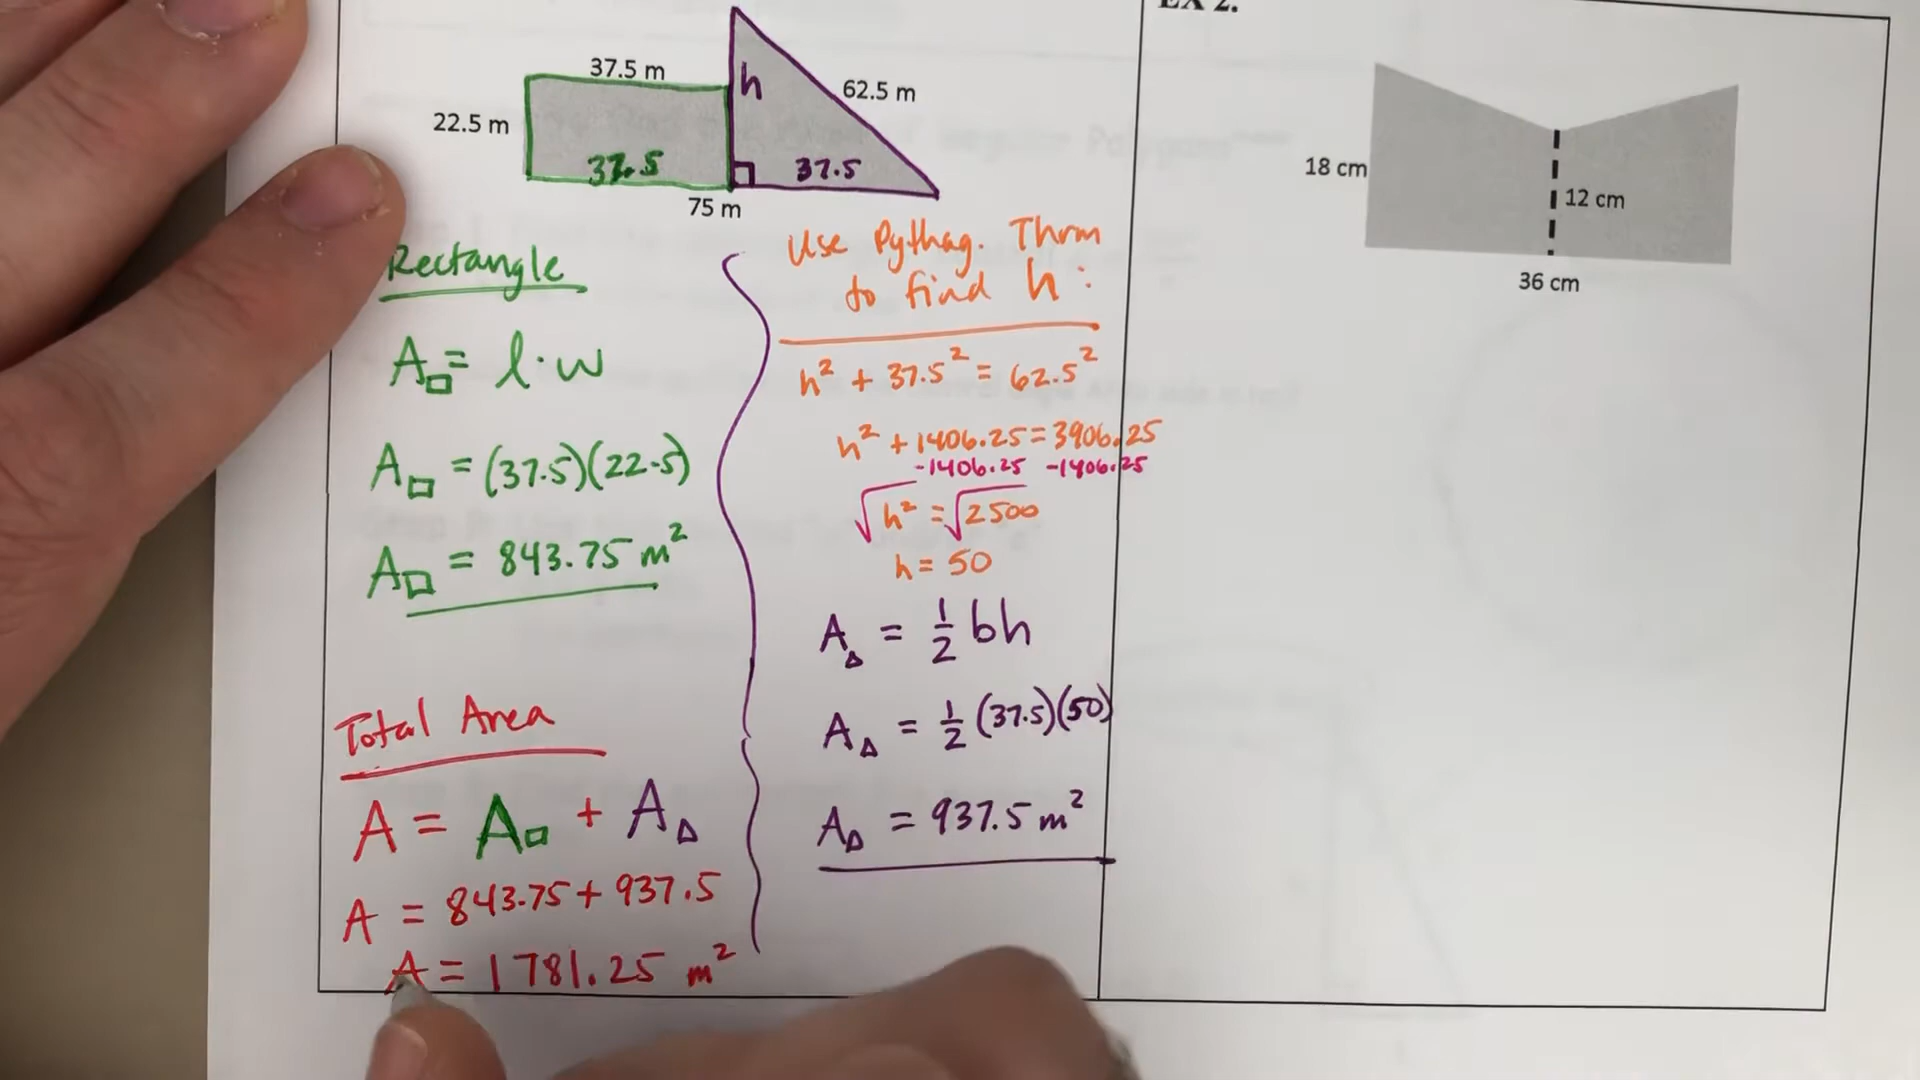 EX 2.
37.5 m
h
62.5 m
22.5 m
37.5
37.5
75 m
Rectangle
A▭ = l · w
A▭ = (37.5)(22.5)
A▭ = 843.75 m²
Total Area
A = A▭ + A△
A = 843.75 + 937.5
A = 1781.25 m²
Use Pythag. Thrm
to find h :
h² + 37.5² = 62.5²
h² + 1406.25 = 3906.25
-1406.25 -1406.25
√h² = √2500
h = 50
A△ = 1/2 bh
A△ = 1/2 (37.5)(50)
A△ = 937.5 m²
18 cm
12 cm
36 cm